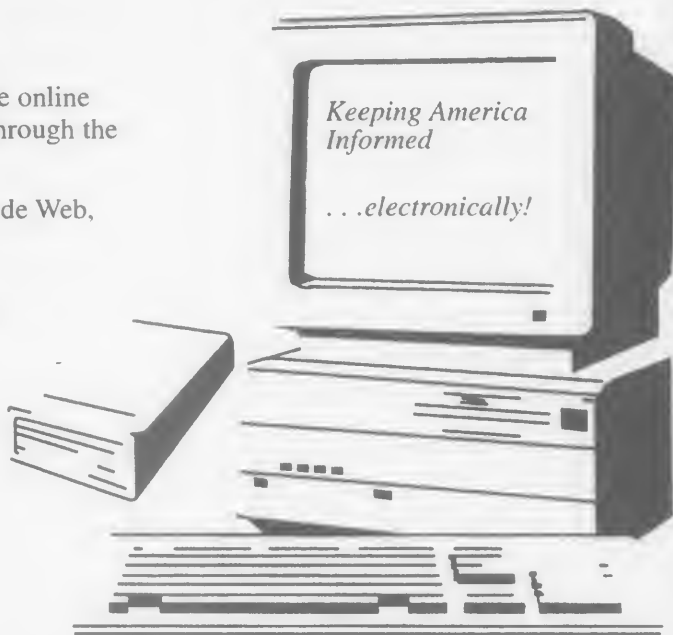 e online
hrough the
de Web,
Keeping America
Informed
. . .electronically!